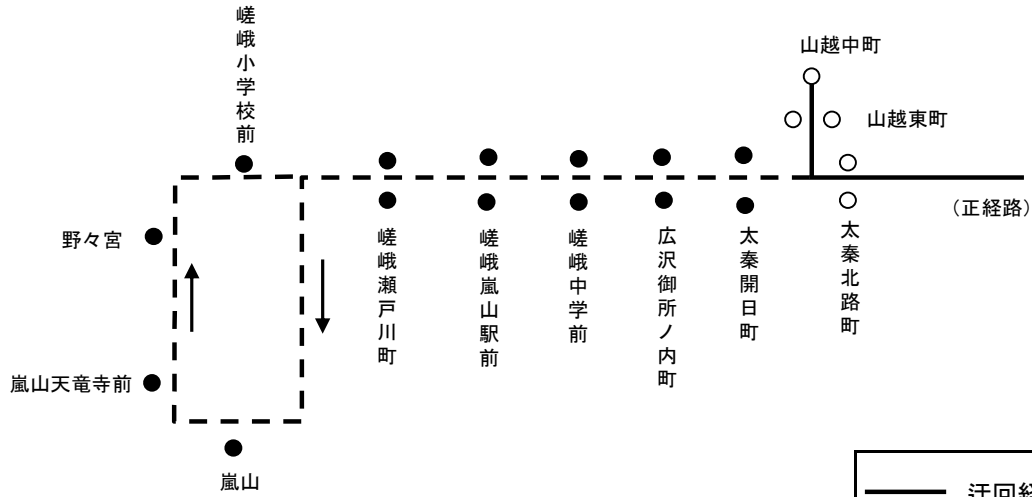 嵯峨小学校前
山越中町
山越東町
(正経路)
野々宮
嵐山天竜寺前
嵐山
嵯峨瀬戸川町
嵯峨嵐山駅前
嵯峨中学前
広沢御所ノ内町
太秦開日町
太秦北路町
迂回経